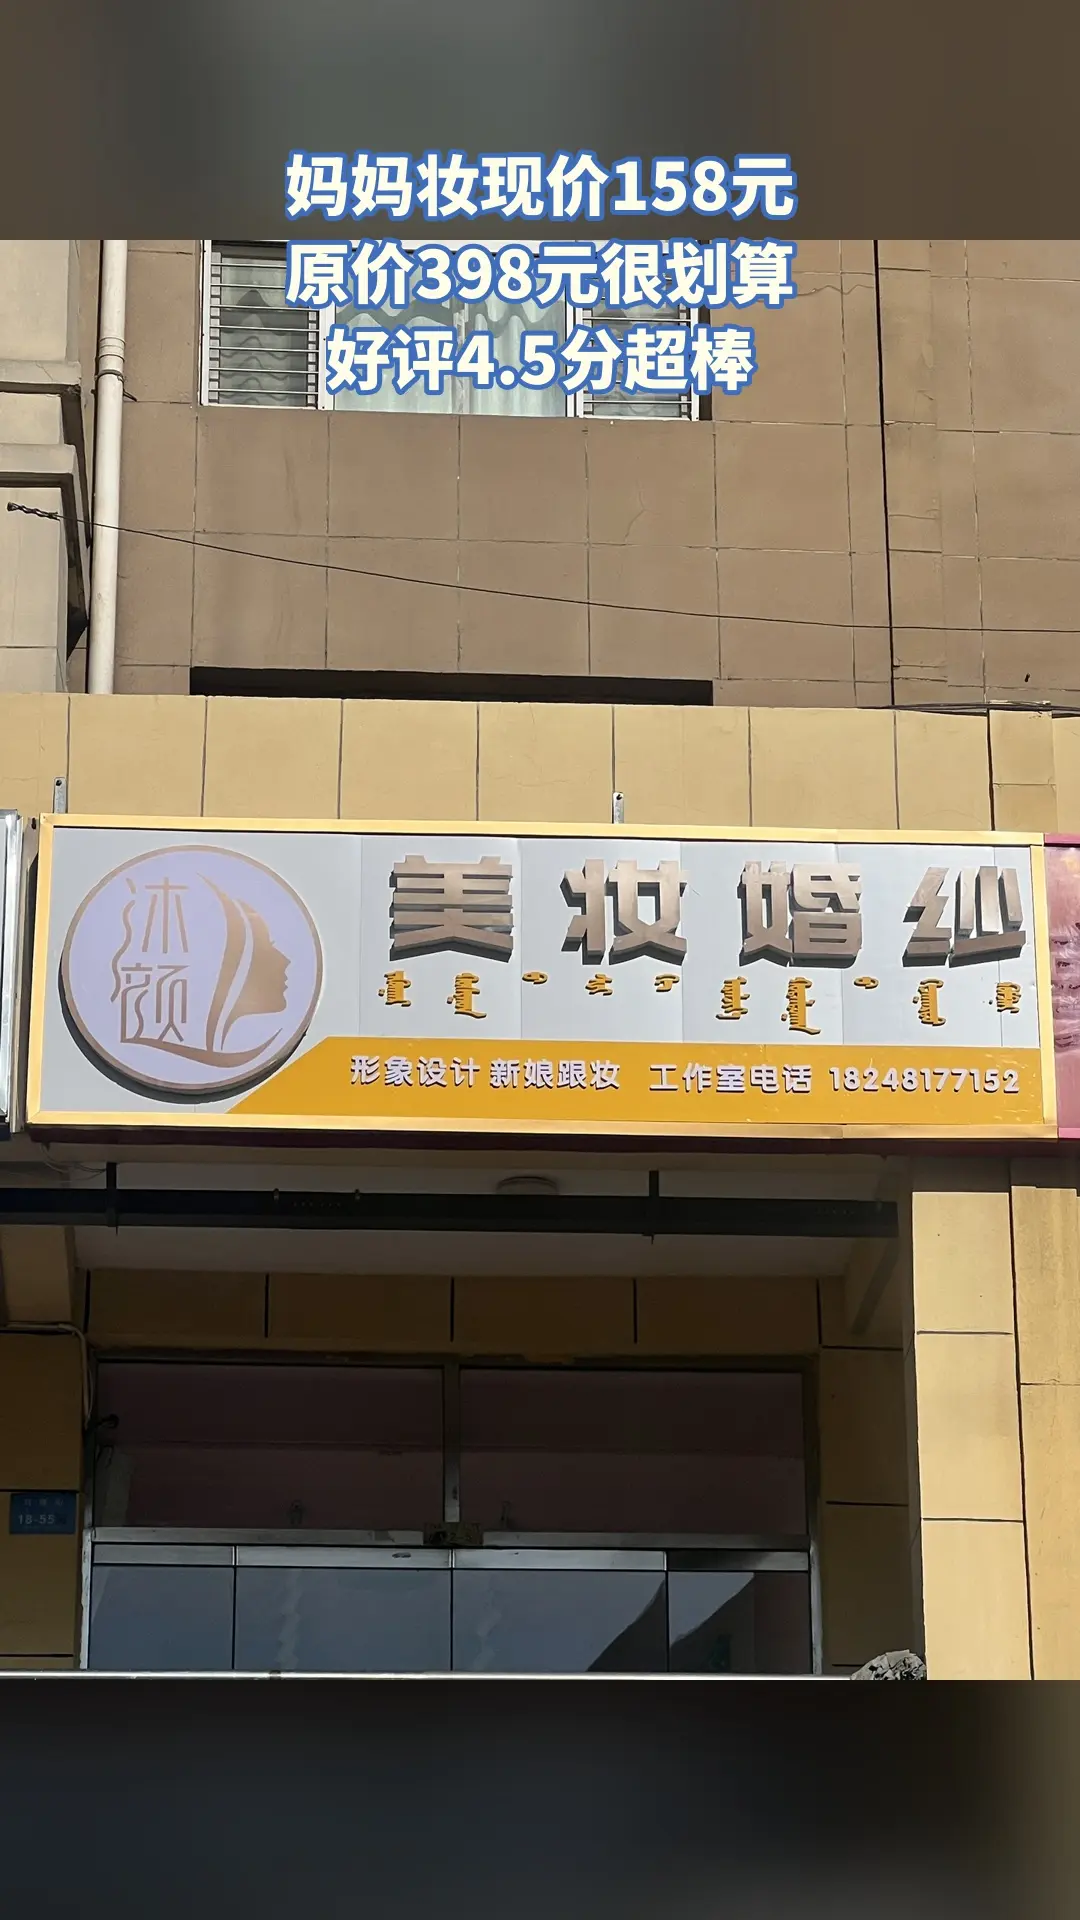 妈妈妆现价158元
原价398元很划算
好评4.5分超棒
沐颜
美妆婚纱
形象设计 新娘跟妆 工作室电话 18248177152
18-55